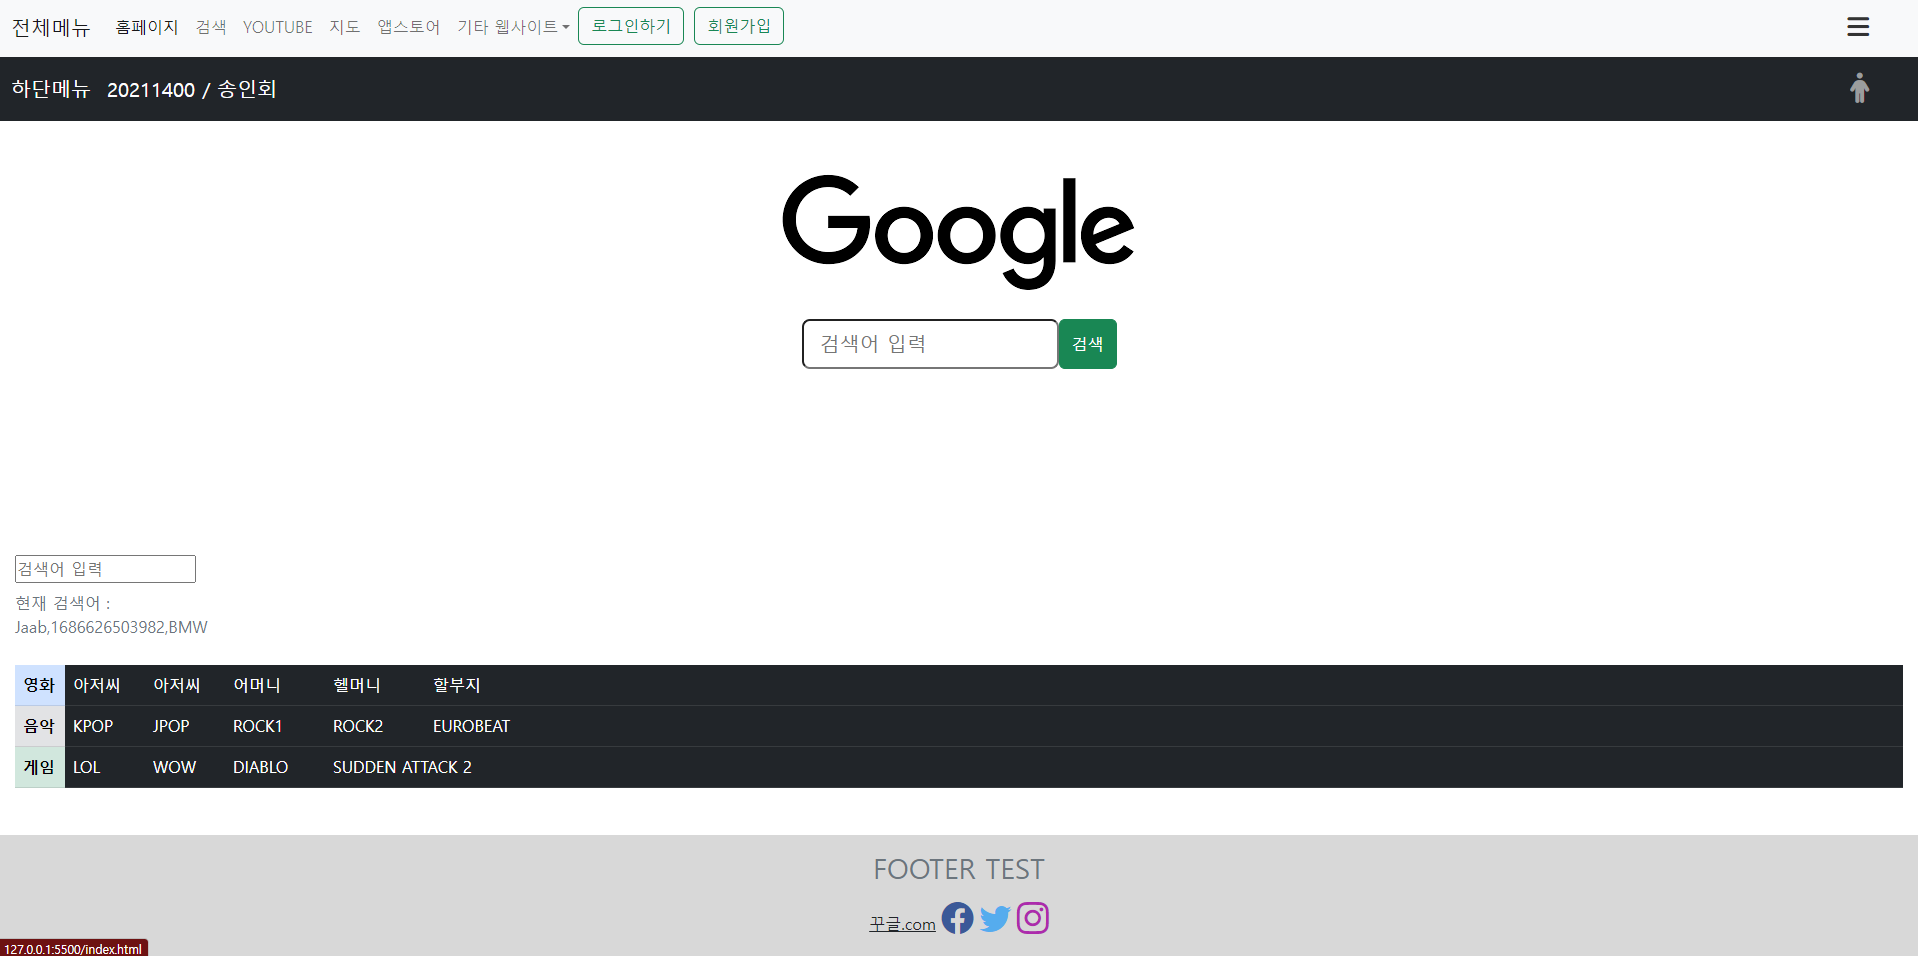 전체메뉴 홈페이지 검색 YOUTUBE 지도 앱스토어 기타 웹사이트 로그인하기 회원가입
하단메뉴 20211400 / 송인회
Google
검색어 입력 검색
검색어 입력
현재 검색어 :
Jaab,1686626503982,BMW
영화 아저씨 아저씨 어머니 헬머니 할부지
음악 KPOP JPOP ROCK1 ROCK2 EUROBEAT
게임 LOL WOW DIABLO SUDDEN ATTACK 2
FOOTER TEST
꾸글.com
127.0.0.1:5500/index.html